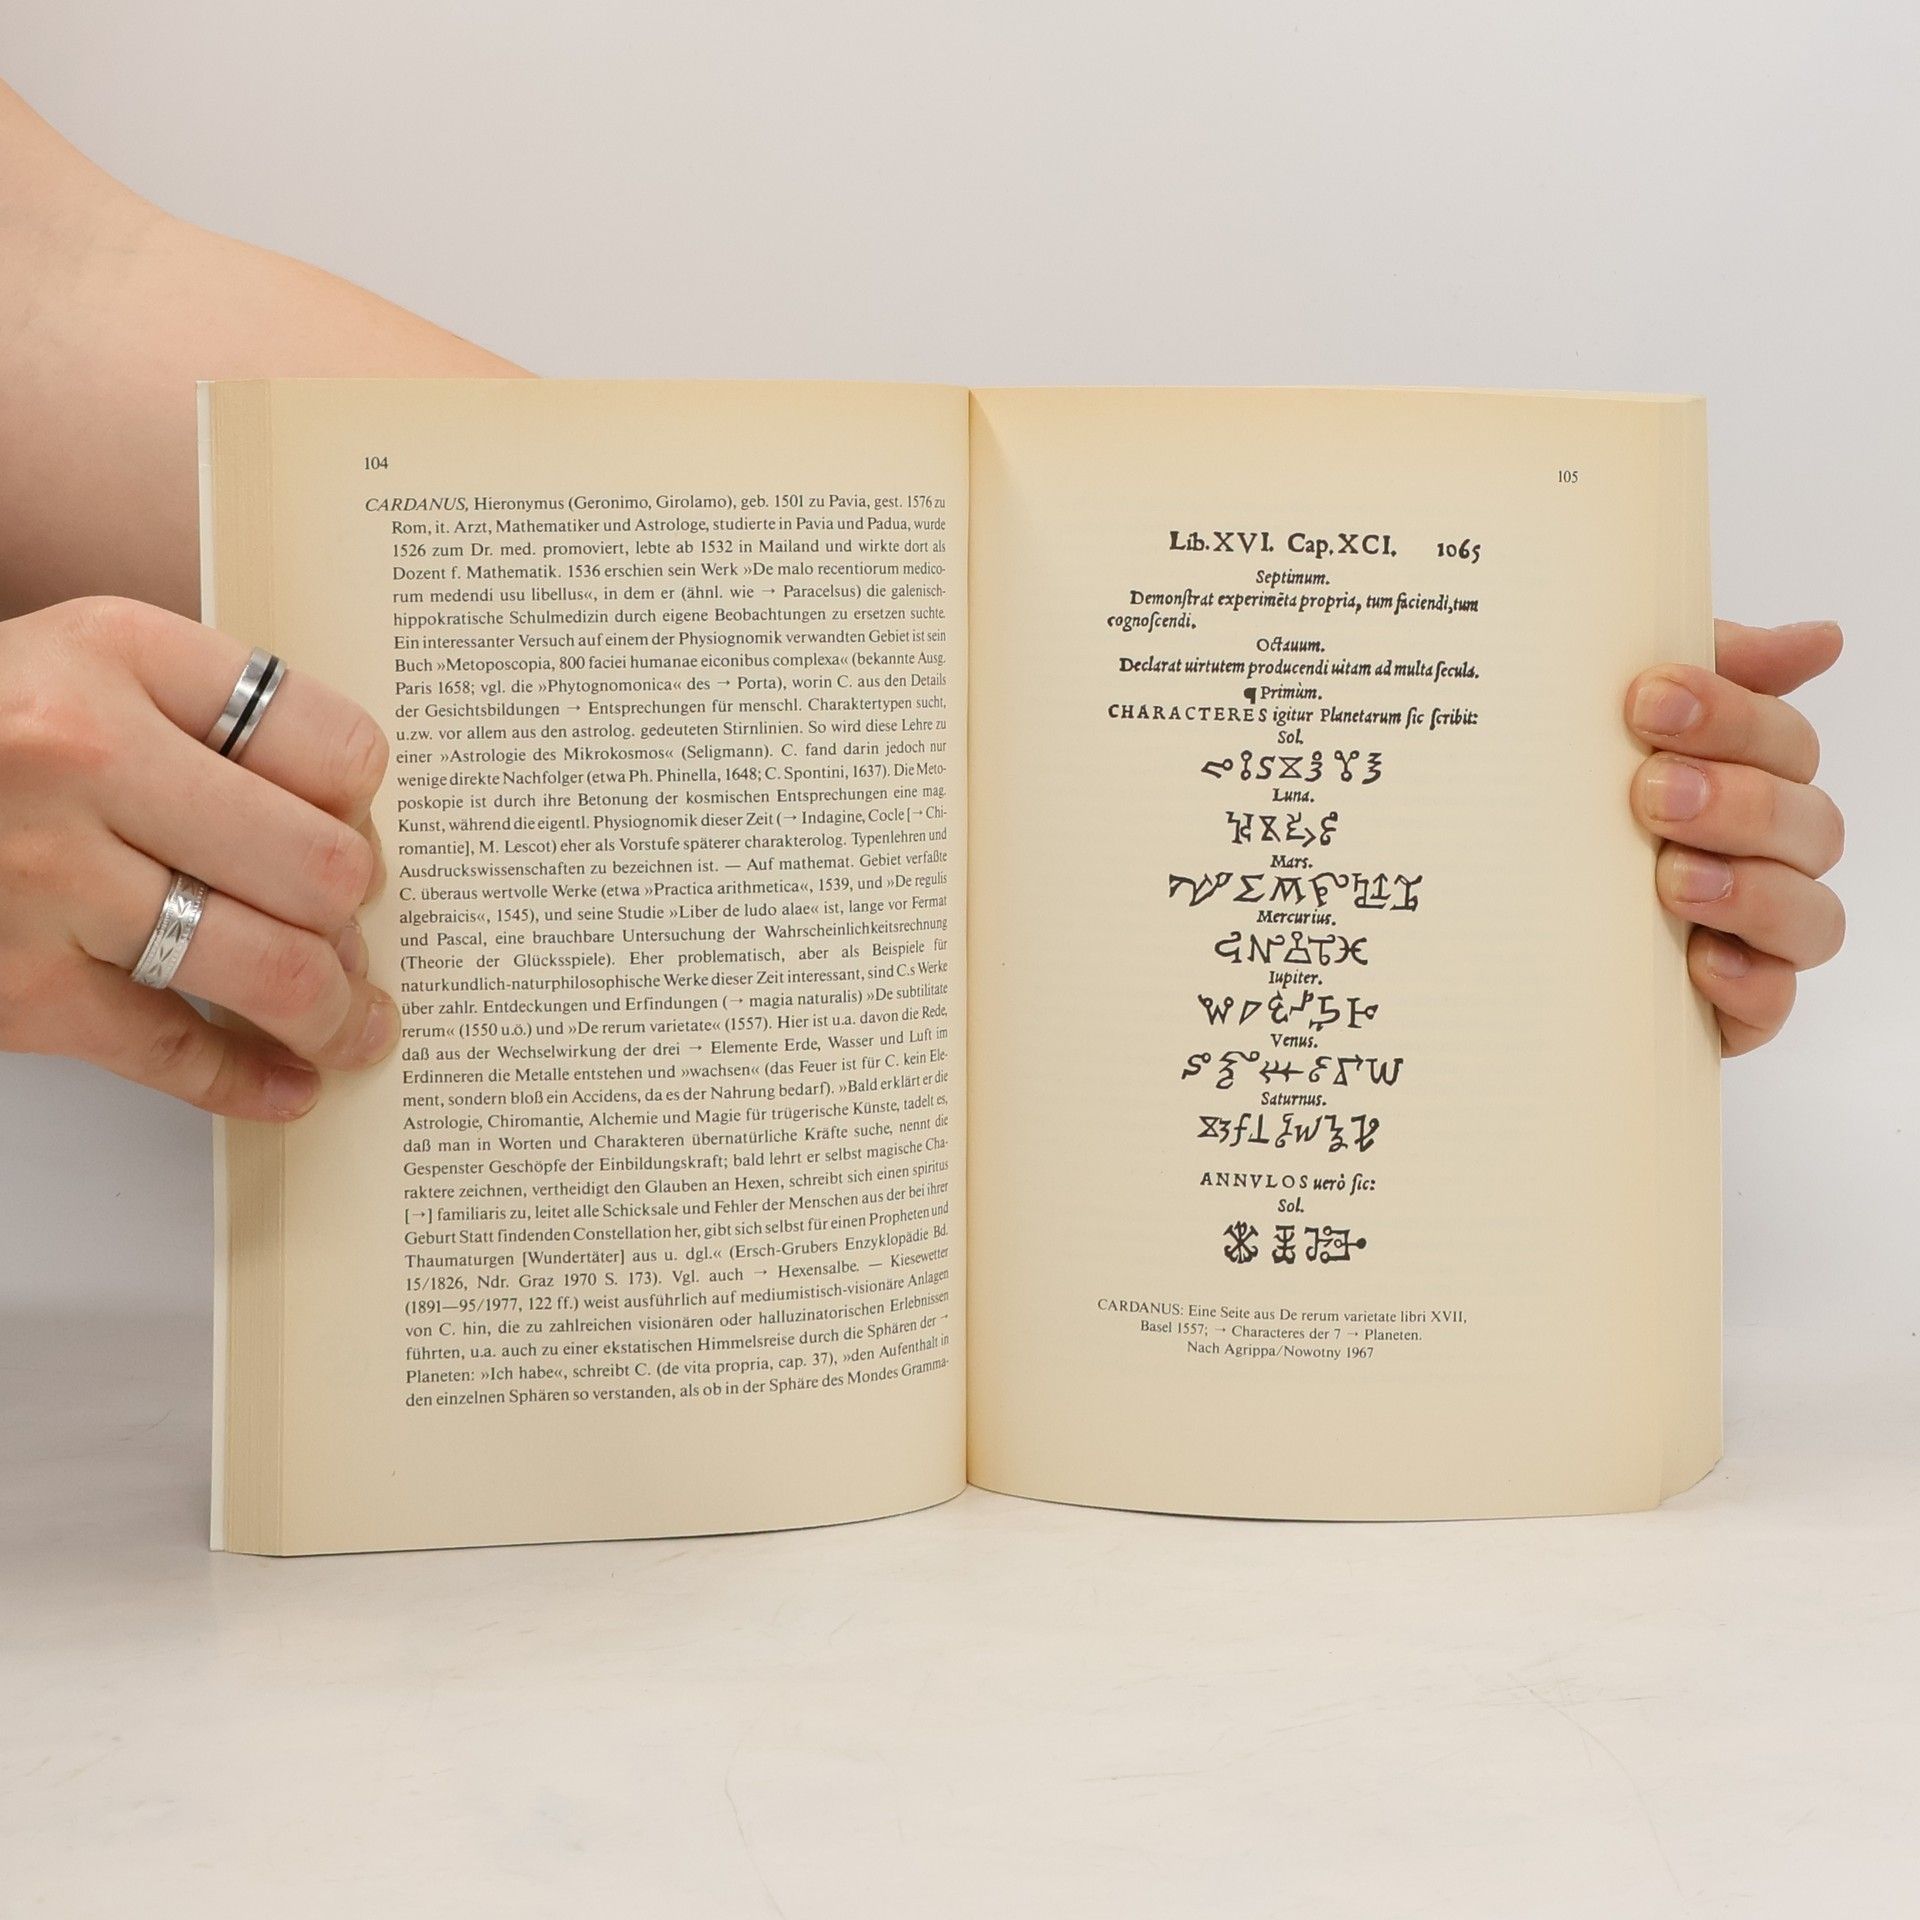 104
CARDANUS, Hieronymus (Geronimo, Girolamo), geb. 1501 zu Pavia, gest. 1576 zu
Rom, it. Arzt, Mathematiker und Astrologe, studierte in Pavia und Padua, wurde
1526 zum Dr. med. promoviert, lebte ab 1532 in Mailand und wirkte dort als
Dozent f. Mathematik. 1536 erschien sein Werk »De malo recentiorum medico-
rum medendi usu libellus«, in dem er (ähnl. wie → Paracelsus) die galenisch-
hippokratische Schulmedizin durch eigene Beobachtungen zu ersetzen suchte.
Ein interessanter Versuch auf einem der Physiognomik verwandten Gebiet ist sein
Buch »Metoposcopia, 800 faciei humanae eiconibus complexa« (bekannte Ausg.
Paris 1658; vgl. die »Phytognomonica« des → Porta), worin C. aus den Details
der Gesichtsbildungen → Entsprechungen für menschl. Charaktertypen sucht,
u.zw. vor allem aus den astrolog. gedeuteten Stirnlinien. So wird diese Lehre zu
einer »Astrologie des Mikrokosmos« (Seligmann). C. fand darin jedoch nur
wenige direkte Nachfolger (etwa Ph. Phinella, 1648; C. Spontini, 1637). Die Meto-
poskopie ist durch ihre Betonung der kosmischen Entsprechungen eine mag.
Kunst, während die eigentl. Physiognomik dieser Zeit (→ Indagine, Cocle [→ Chi-
romantie], M. Lescot) eher als Vorstufe späterer charakterolog. Typenlehren und
Ausdruckswissenschaften zu bezeichnen ist. — Auf mathemat. Gebiet verfaßte
C. überaus wertvolle Werke (etwa »Practica arithmetica«, 1539, und »De regulis
algebraicis«, 1545), und seine Studie »Liber de ludo alae« ist, lange vor Fermat
und Pascal, eine brauchbare Untersuchung der Wahrscheinlichkeitsrechnung
(Theorie der Glücksspiele). Eher problematisch, aber als Beispiele für
naturkundlich-naturphilosophische Werke dieser Zeit interessant, sind C.s Werke
über zahlr. Entdeckungen und Erfindungen (→ magia naturalis) »De subtilitate
rerum« (1550 u.ö.) und »De rerum varietate« (1557). Hier ist u.a. davon die Rede,
daß aus der Wechselwirkung der drei → Elemente Erde, Wasser und Luft im
Erdinneren die Metalle entstehen und »wachsen« (das Feuer ist für C. kein Ele-
ment, sondern bloß ein Accidens, da es der Nahrung bedarf). »Bald erklärt er die
Astrologie, Chiromantie, Alchemie und Magie für trügerische Künste, tadelt es,
daß man in Worten und Charakteren übernatürliche Kräfte suche, nennt die
Gespenster Geschöpfe der Einbildungskraft; bald lehrt er selbst magische Cha-
raktere zeichnen, vertheidigt den Glauben an Hexen, schreibt sich einen spiritus
[→] familiaris zu, leitet alle Schicksale und Fehler der Menschen aus der bei ihrer
Geburt Statt findenden Constellation her, gibt sich selbst für einen Propheten und
Thaumaturgen [Wundertäter] aus u. dgl.« (Ersch-Grubers Enzyklopädie Bd.
15/1826, Ndr. Graz 1970 S. 173). Vgl. auch → Hexensalbe. — Kiesewetter
(1891—95/1977, 122 ff.) weist ausführlich auf mediumistisch-visionäre Anlagen
von C. hin, die zu zahlreichen visionären oder halluzinatorischen Erlebnissen
führten, u.a. auch zu einer ekstatischen Himmelsreise durch die Sphären der →
Planeten: »Ich habe«, schreibt C. (de vita propria, cap. 37), »den Aufenthalt in
den einzelnen Sphären so verstanden, als ob in der Sphäre des Mondes Gramma-
105
Lib. XVI. Cap. XCI. 1065
Septimum.
Demonſtrat experimēta propria, tum faciendi, tum
cognoſcendi.
Octauum.
Declarat uirtutem producendi uitam ad multa ſecula.
¶ Primùm.
CHARACTERES igitur Planetarum ſic ſcribit:
Sol.
Luna.
Mars.
Mercurius.
Iupiter.
Venus.
Saturnus.
ANNVLOS uerò ſic:
Sol.
CARDANUS: Eine Seite aus De rerum varietate libri XVII,
Basel 1557; → Characteres der 7 → Planeten.
Nach Agrippa/Nowotny 1967